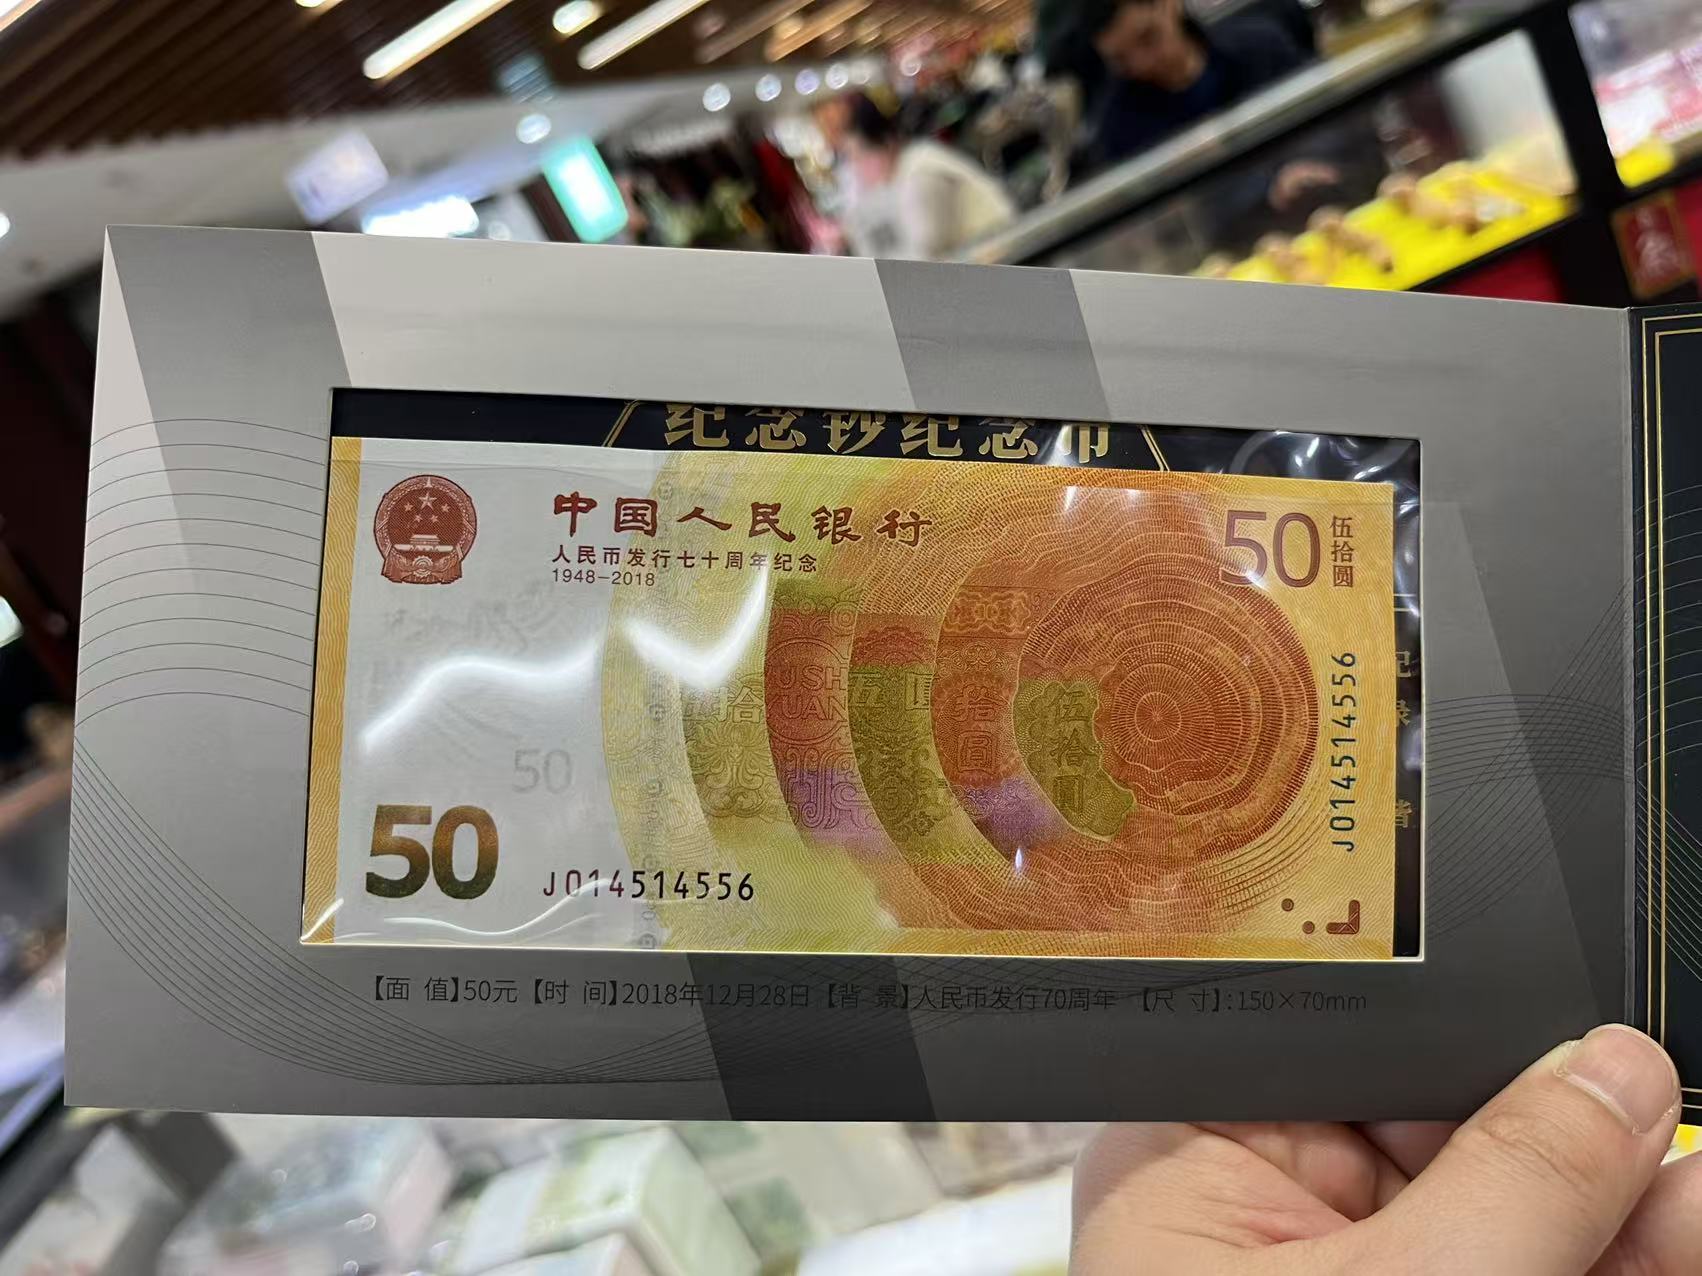 纪念钞纪念币
中国人民银行
人民币发行七十周年纪念
1948-2018
50
伍拾圆
J014514556
50
50
J014514556
拾圆
伍拾圆
【面 值】50元【时 间】2018年12月28日【背 景】人民币发行70周年 【尺 寸】:150×70mm